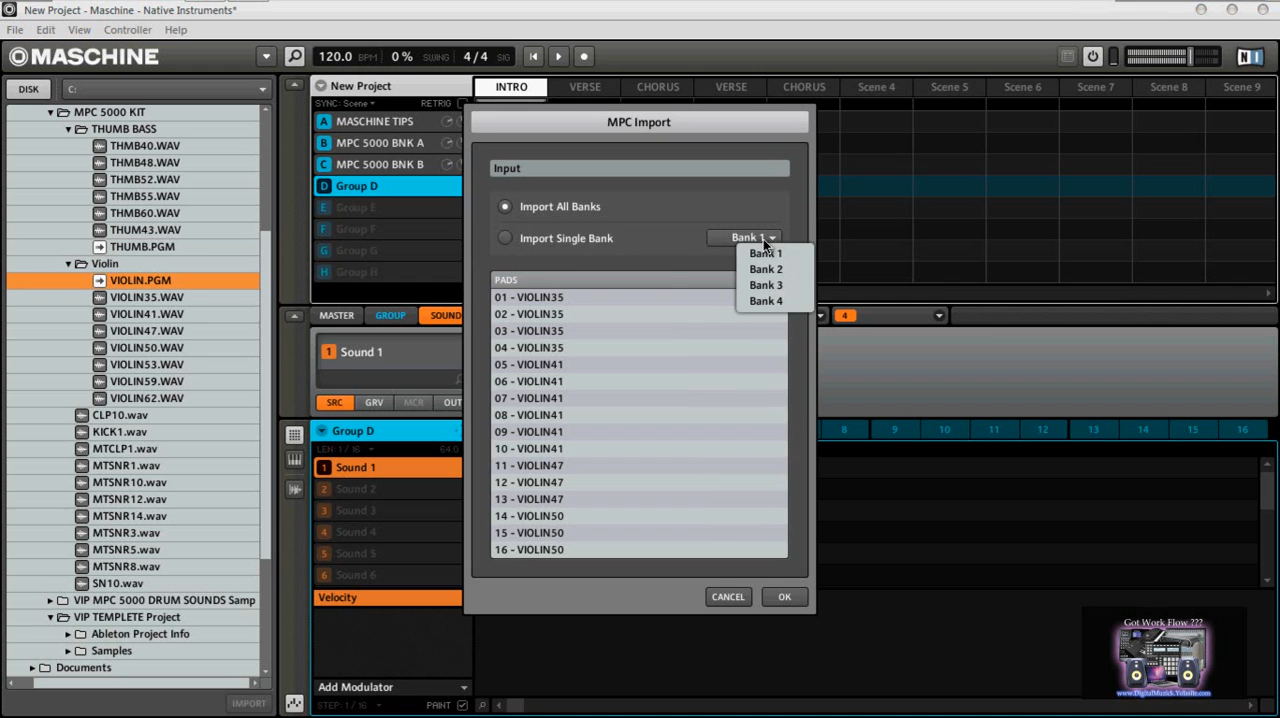 New Project - Maschine - Native Instruments*
File Edit View Controller Help
MASCHINE
120.0 BPM 0% SWING 4/4 SIG
DISK C:
New Project INTRO VERSE CHORUS VERSE CHORUS Scene 4 Scene 5 Scene 6 Scene 7 Scene 8 Scene 9
SYNC: Scene RETRIG
MPC 5000 KIT
THUMB BASS
THMB40.WAV
THMB48.WAV
THMB52.WAV
THMB55.WAV
THMB60.WAV
THUM43.WAV
THUMB.PGM
Violin
VIOLIN.PGM
VIOLIN35.WAV
VIOLIN41.WAV
VIOLIN47.WAV
VIOLIN50.WAV
VIOLIN53.WAV
VIOLIN59.WAV
VIOLIN62.WAV
CLP10.wav
KICK1.wav
MTCLP1.wav
MTSNR1.wav
MTSNR10.wav
MTSNR12.wav
MTSNR14.wav
MTSNR3.wav
MTSNR5.wav
MTSNR8.wav
SN10.wav
VIP MPC 5000 DRUM SOUNDS Samp
VIP TEMPLETE Project
Ableton Project Info
Samples
Documents
IMPORT
A MASCHINE TIPS
B MPC 5000 BNK A
C MPC 5000 BNK B
D Group D
E Group E
F Group F
G Group G
H Group H
MASTER GROUP SOUND 4
1 Sound 1
SRC GRV MCR OUT
Group D 8 9 10 11 12 13 14 15 16
LEN: 1/16 64.0
1 Sound 1
2 Sound 2
3 Sound 3
4 Sound 4
5 Sound 5
6 Sound 6
Velocity
Add Modulator
STEP: 1/16 PAINT
MPC Import
Input
Import All Banks
Import Single Bank Bank 1
Bank 1
Bank 2
Bank 3
Bank 4
PADS
01 - VIOLIN35
02 - VIOLIN35
03 - VIOLIN35
04 - VIOLIN35
05 - VIOLIN41
06 - VIOLIN41
07 - VIOLIN41
08 - VIOLIN41
09 - VIOLIN41
10 - VIOLIN41
11 - VIOLIN47
12 - VIOLIN47
13 - VIOLIN47
14 - VIOLIN50
15 - VIOLIN50
16 - VIOLIN50
CANCEL OK
Got Work Flow ???